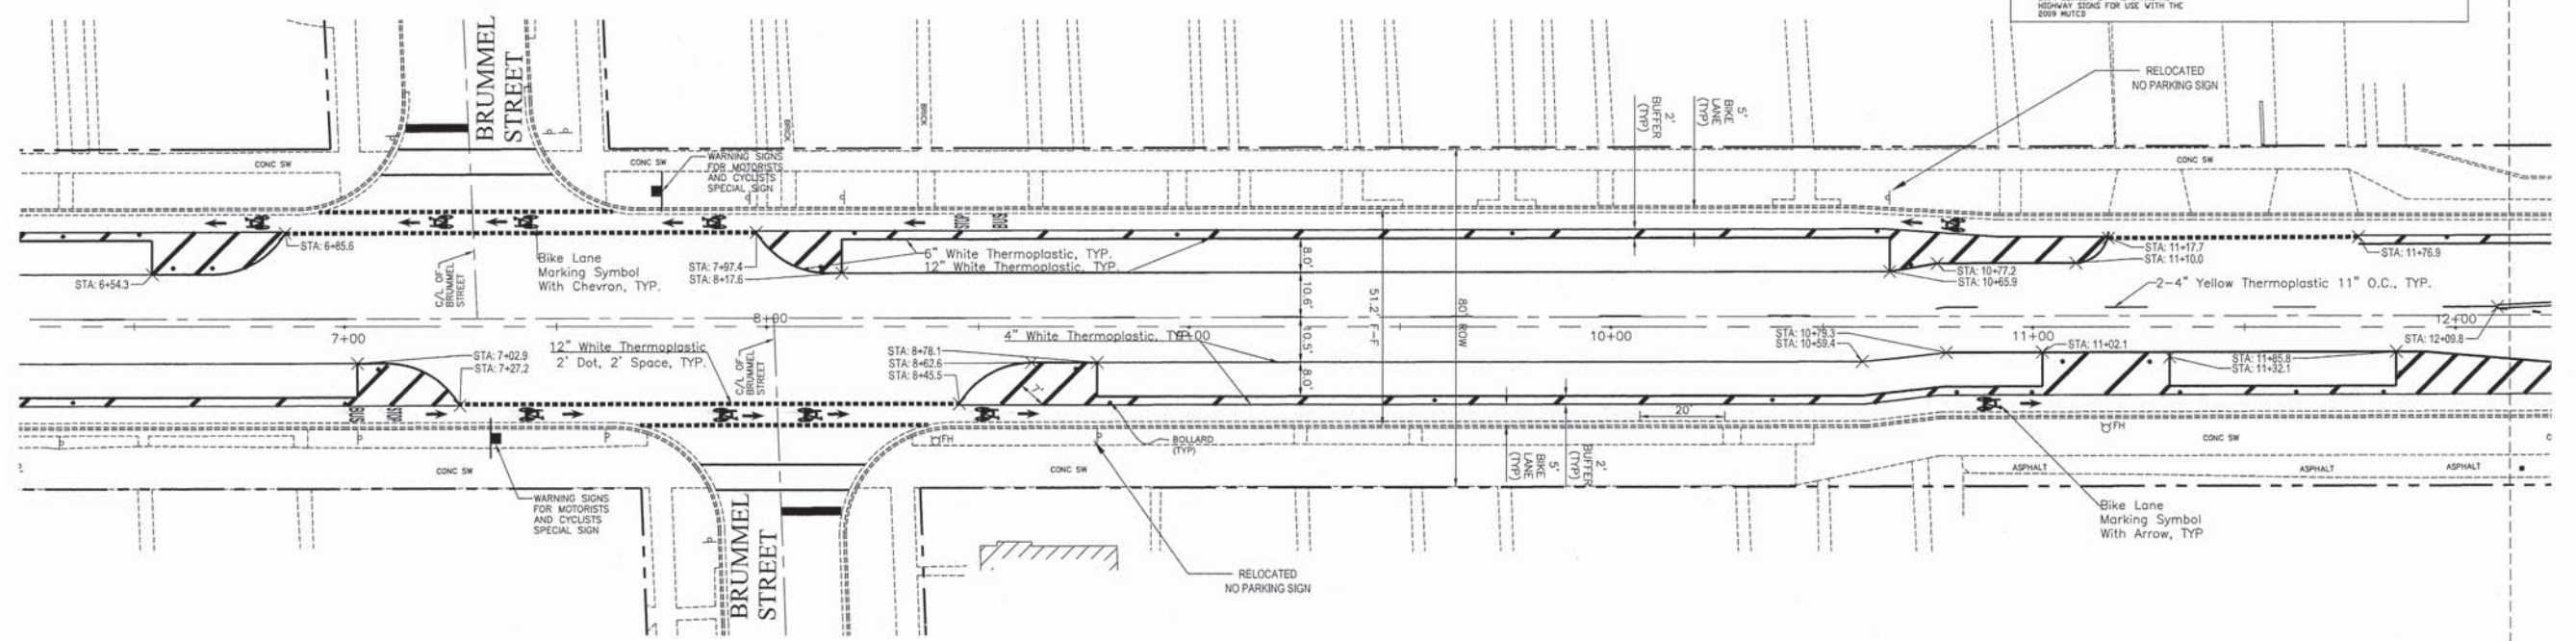 HIGHWAY SIGNS FOR USE WITH THE
2009 MUTCD
BRUMMEL
STREET
RELOCATED
NO PARKING SIGN
BRICK
BRICK
2'
BUFFER
(TYP)
5'
BIKE
LANE
(TYP)
CONC SW
CONC SW
WARNING SIGNS
FOR MOTORISTS
AND CYCLISTS
SPECIAL SIGN
CONC SW
STOP
BUS
STA: 6+85.6
STA: 6+54.3
C/L OF
BRUMMEL
STREET
Bike Lane
Marking Symbol
With Chevron, TYP.
STA: 7+97.4
STA: 8+17.6
6" White Thermoplastic, TYP.
12" White Thermoplastic, TYP.
8.0'
10.6'
10.5'
8.0'
51.2' F-F
80' ROW
STA: 10+77.2
STA: 10+65.9
STA: 11+17.7
STA: 11+10.0
STA: 11+76.9
2-4" Yellow Thermoplastic 11" O.C., TYP.
7+00
8+00
10+00
11+00
12+00
STA: 7+02.9
STA: 7+27.2
12" White Thermoplastic
2' Dot, 2' Space, TYP.
C/L OF
BRUMMEL
STREET
STA: 8+78.1
STA: 8+62.6
STA: 8+45.5
4" White Thermoplastic, TYP.
STA: 10+79.3
STA: 10+59.4
STA: 11+02.1
STA: 11+85.8
STA: 11+32.1
STA: 12+09.8
BUS
STOP
7'
20'
FH
BOLLARD
(TYP)
FH
CONC SW
CONC SW
CONC SW
5'
BIKE
LANE
(TYP)
2'
BUFFER
(TYP)
ASPHALT
ASPHALT
ASPHALT
WARNING SIGNS
FOR MOTORISTS
AND CYCLISTS
SPECIAL SIGN
BRUMMEL
STREET
RELOCATED
NO PARKING SIGN
Bike Lane
Marking Symbol
With Arrow, TYP